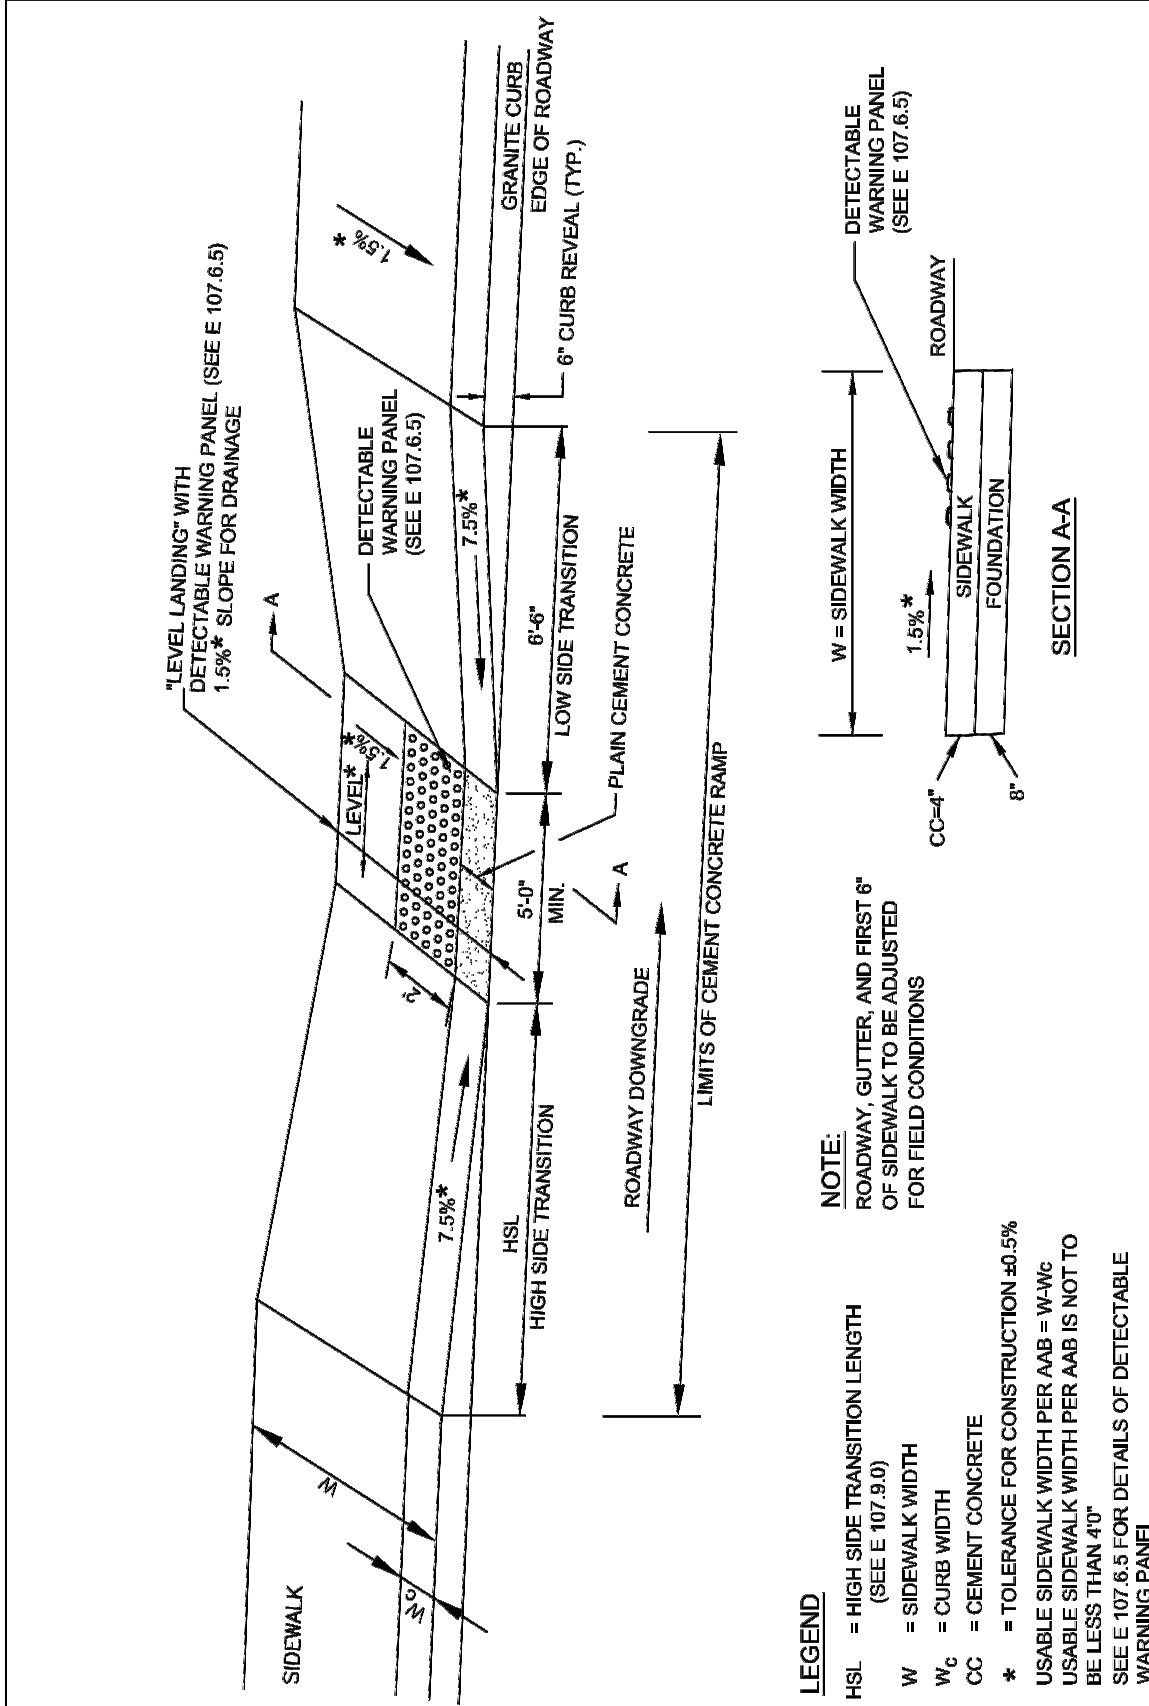 "LEVEL LANDING" WITH
DETECTABLE WARNING PANEL (SEE E 107.6.5)
1.5%* SLOPE FOR DRAINAGE
A
1.5%*
SIDEWALK
W
WC
LEVEL*
1.5%*
2'
DETECTABLE
WARNING PANEL
(SEE E 107.6.5)
7.5%*
7.5%*
GRANITE CURB
EDGE OF ROADWAY
6" CURB REVEAL (TYP.)
HSL
HIGH SIDE TRANSITION
5'-0"
MIN.
6'-6"
LOW SIDE TRANSITION
PLAIN CEMENT CONCRETE
A
ROADWAY DOWNGRADE
LIMITS OF CEMENT CONCRETE RAMP
LEGEND
HSL = HIGH SIDE TRANSITION LENGTH
(SEE E 107.9.0)
W = SIDEWALK WIDTH
WC = CURB WIDTH
CC = CEMENT CONCRETE
* = TOLERANCE FOR CONSTRUCTION ±0.5%
USABLE SIDEWALK WIDTH PER AAB = W-Wc
USABLE SIDEWALK WIDTH PER AAB IS NOT TO
BE LESS THAN 4'0"
SEE E 107.6.5 FOR DETAILS OF DETECTABLE
WARNING PANEL
NOTE:
ROADWAY, GUTTER, AND FIRST 6"
OF SIDEWALK TO BE ADJUSTED
FOR FIELD CONDITIONS
W = SIDEWALK WIDTH
DETECTABLE
WARNING PANEL
(SEE E 107.6.5)
ROADWAY
1.5%*
CC=4"
SIDEWALK
FOUNDATION
8"
SECTION A-A